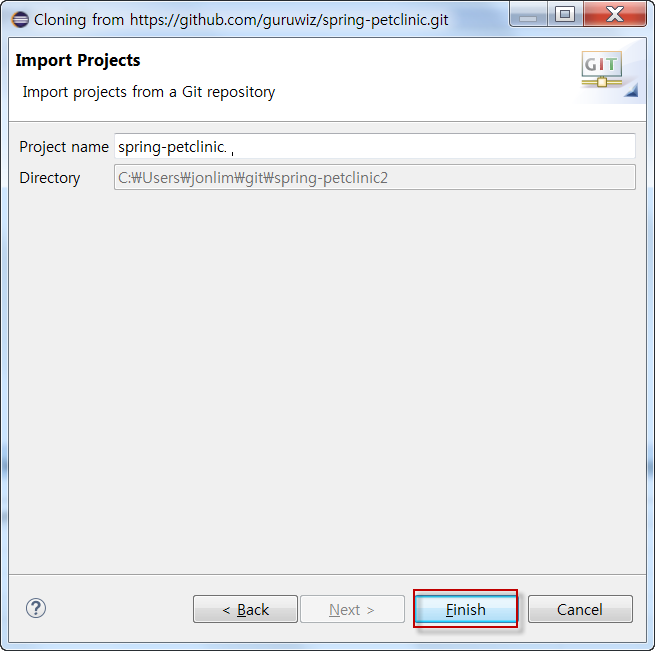 Cloning from https://github.com/guruwiz/spring-petclinic.git
Import Projects
GIT
Import projects from a Git repository
Project name spring-petclinic. ,
Directory C:₩Users₩jonlim₩git₩spring-petclinic2
? < Back Next > Finish Cancel